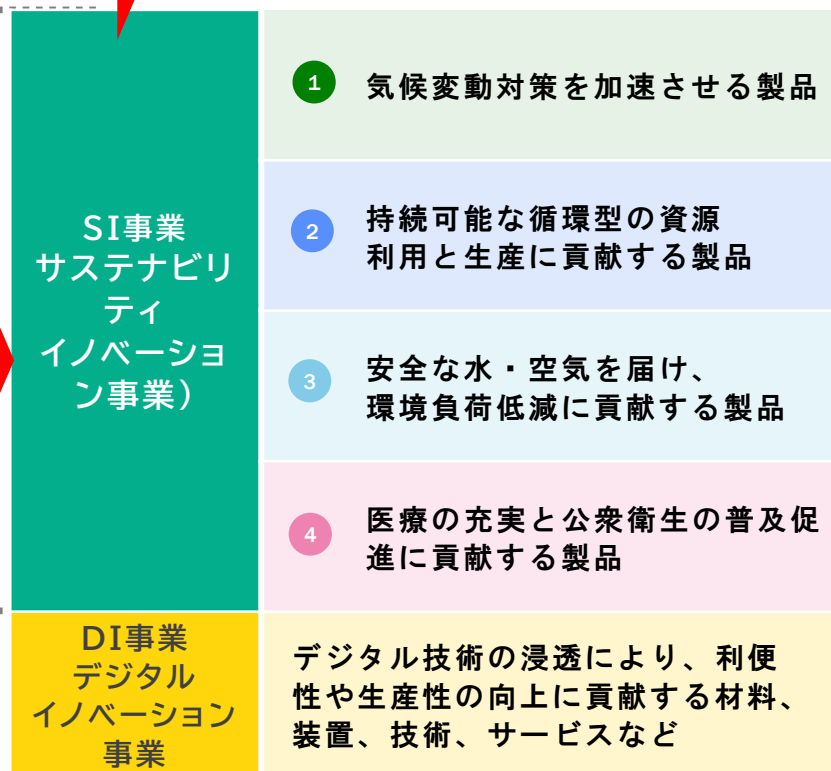 SI事業
サステナビリ
ティ
イノベーショ
ン事業）
1
気候変動対策を加速させる製品
2
持続可能な循環型の資源
利用と生産に貢献する製品
3
安全な水・空気を届け、
環境負荷低減に貢献する製品
4
医療の充実と公衆衛生の普及促
進に貢献する製品
DI事業
デジタル
イノベーション
事業
デジタル技術の浸透により、利便
性や生産性の向上に貢献する材料、
装置、技術、サービスなど